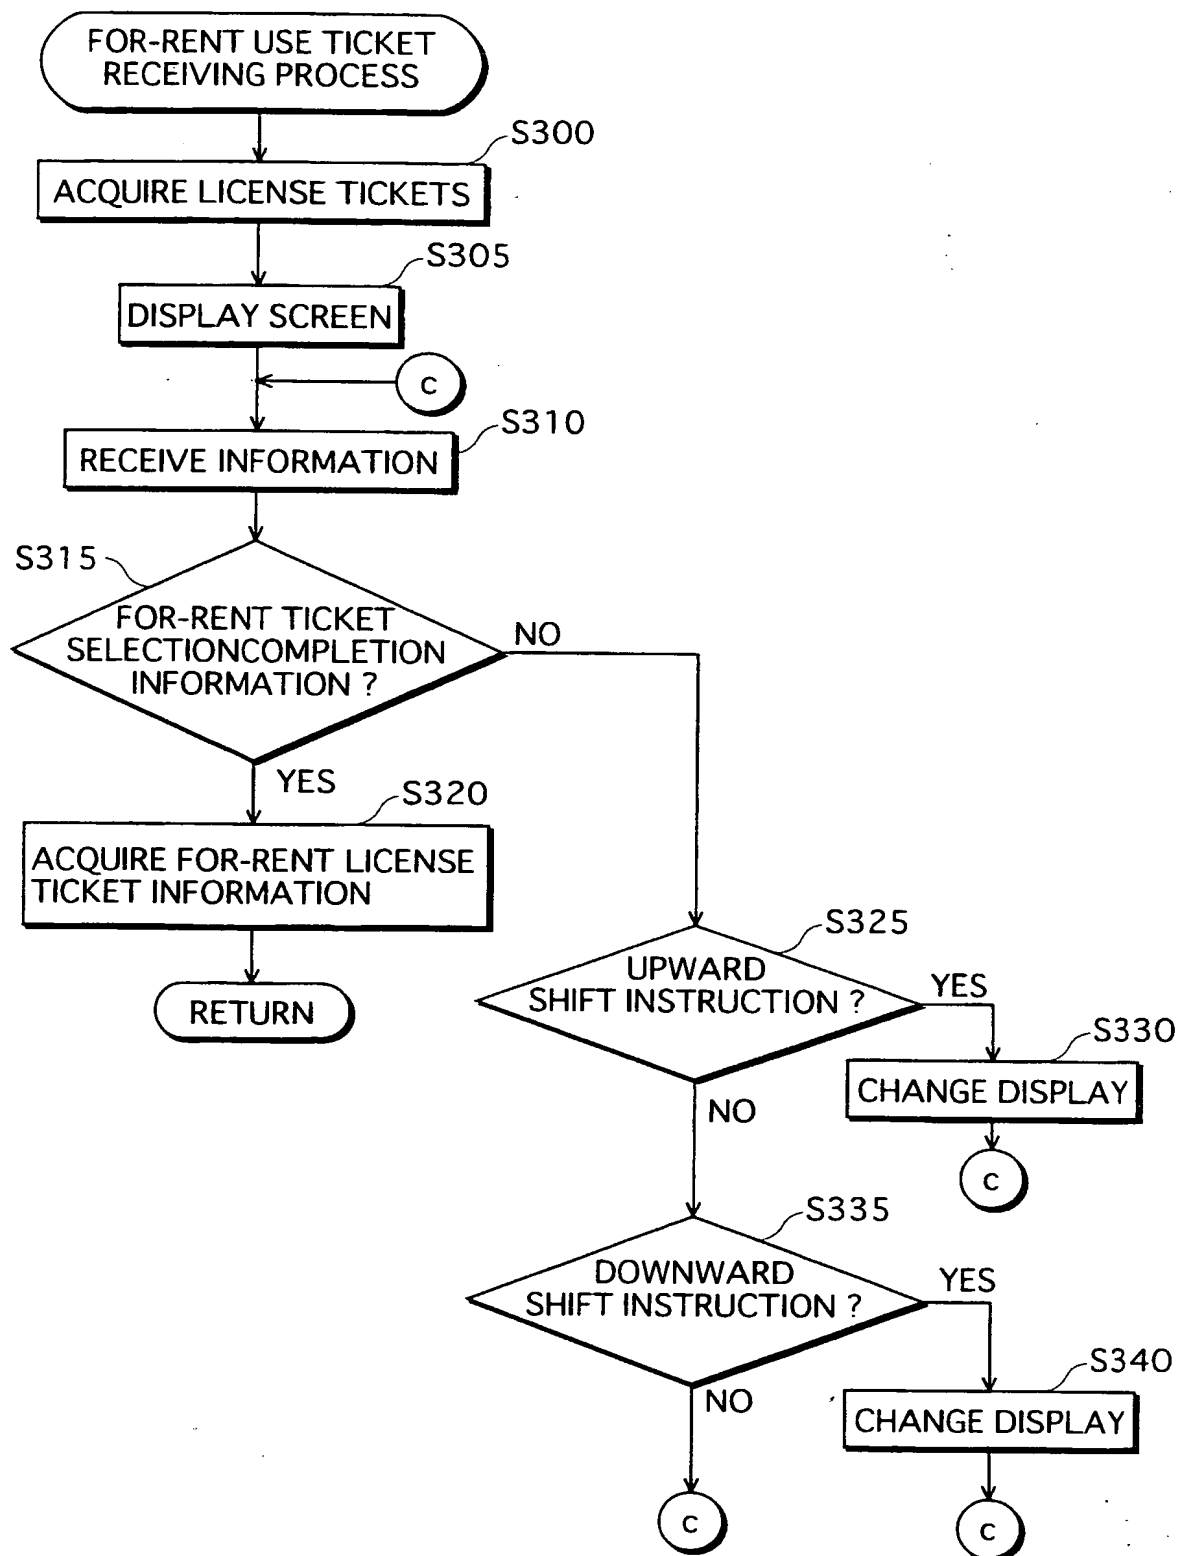 FOR-RENT USE TICKET
RECEIVING PROCESS
S300
ACQUIRE LICENSE TICKETS
S305
DISPLAY SCREEN
c
S310
RECEIVE INFORMATION
S315
FOR-RENT TICKET
SELECTIONCOMPLETION
INFORMATION ?
NO
YES
S320
ACQUIRE FOR-RENT LICENSE
TICKET INFORMATION
RETURN
S325
UPWARD
SHIFT INSTRUCTION ?
YES
S330
CHANGE DISPLAY
c
NO
S335
DOWNWARD
SHIFT INSTRUCTION ?
YES
S340
CHANGE DISPLAY
c
NO
c